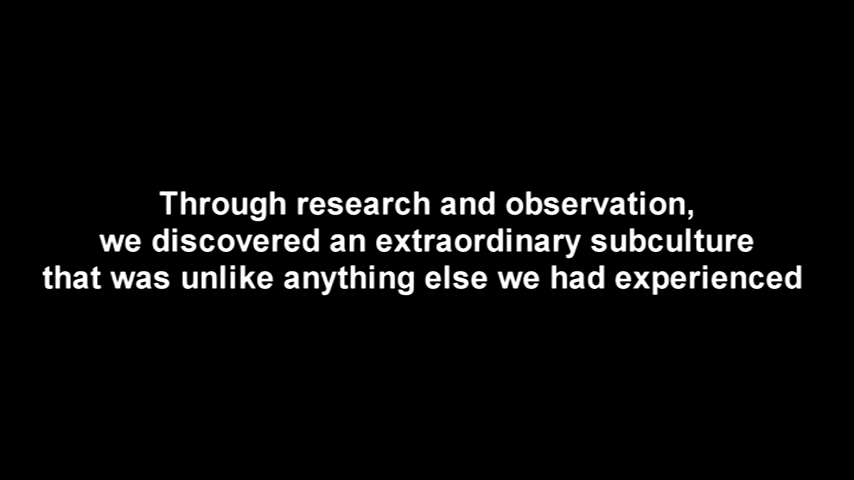 Through research and observation,
we discovered an extraordinary subculture
that was unlike anything else we had experienced